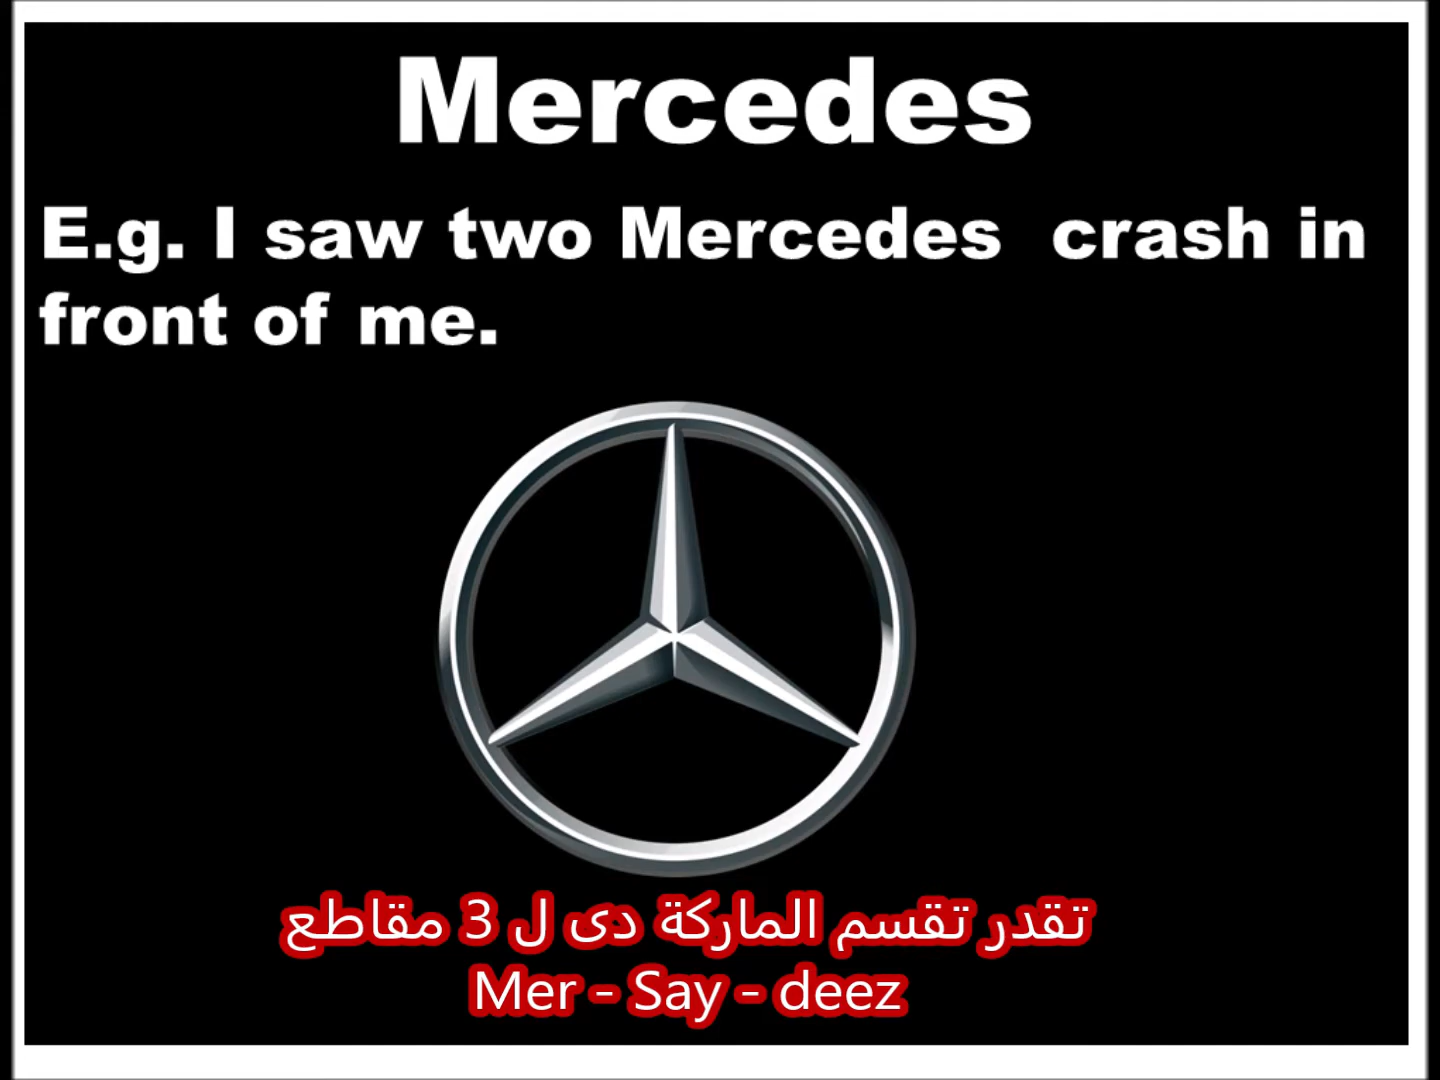 Mercedes
E.g. I saw two Mercedes  crash in
front of me.
تقدر تقسم الماركة دى ل 3 مقاطع
Mer - Say - deez